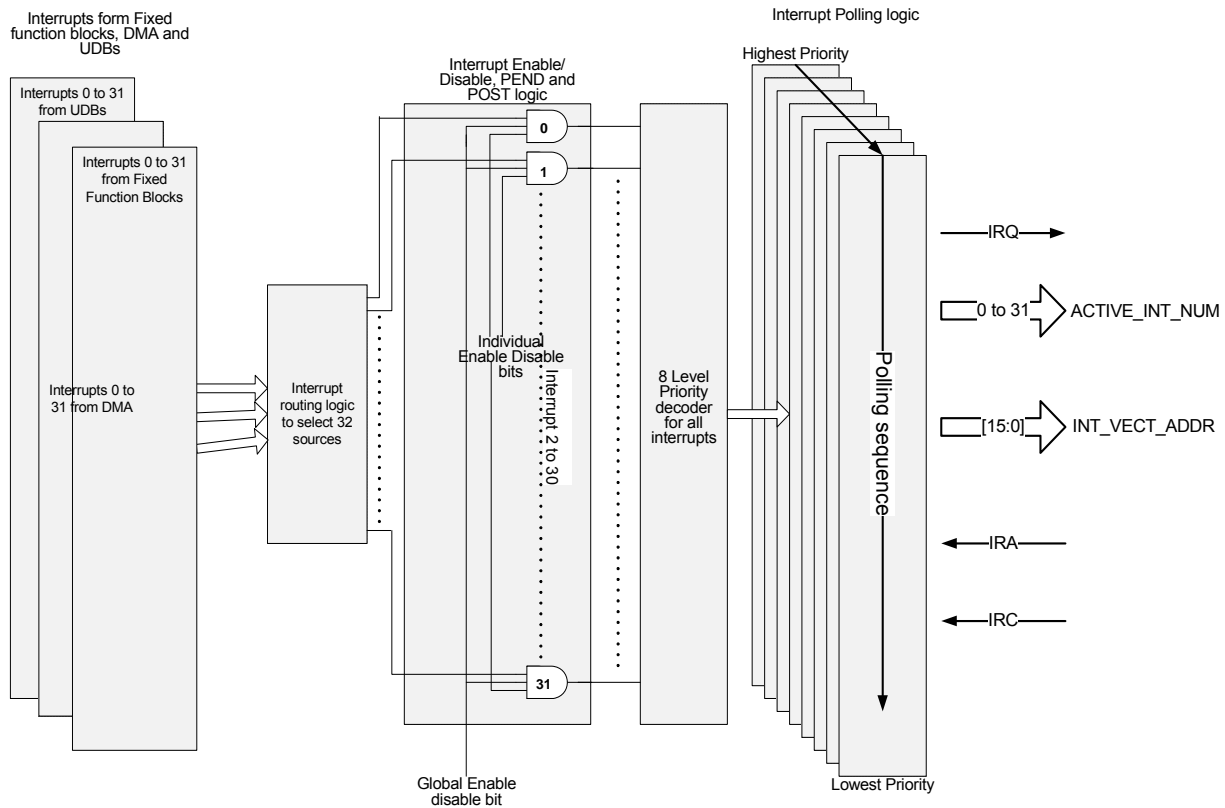 Interrupts form Fixed
function blocks, DMA and
UDBs
Interrupts 0 to 31
from UDBs
Interrupts 0 to 31
from Fixed
Function Blocks
Interrupts 0 to
31 from DMA
Interrupt
routing logic
to select 32
sources
Interrupt Enable/
Disable, PEND and
POST logic
0
1
Individual
Enable Disable
bits
Interrupt 2 to 30
31
Global Enable
disable bit
8 Level
Priority
decoder
for all
interrupts
Interrupt Polling logic
Highest Priority
Polling sequence
Lowest Priority
IRQ
0 to 31
ACTIVE_INT_NUM
[15:0]
INT_VECT_ADDR
IRA
IRC